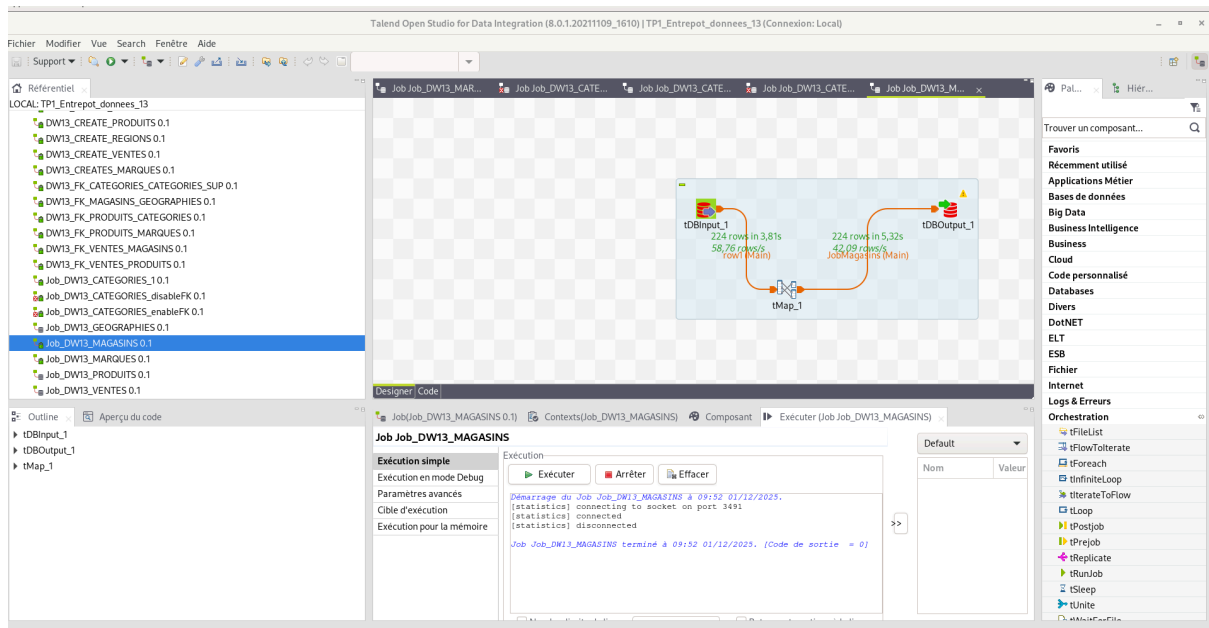 Talend Open Studio for Data Integration (8.0.1.20211109_1610) | TP1_Entrepot_donnees_13 (Connexion: Local)
Fichier Modifier Vue Search Fenêtre Aide
Support
Référentiel
LOCAL: TP1_Entrepot_donnees_13
DW13_CREATE_PRODUITS 0.1
DW13_CREATE_REGIONS 0.1
DW13_CREATE_VENTES 0.1
DW13_CREATES_MARQUES 0.1
DW13_FK_CATEGORIES_CATEGORIES_SUP 0.1
DW13_FK_MAGASINS_GEOGRAPHIES 0.1
DW13_FK_PRODUITS_CATEGORIES 0.1
DW13_FK_PRODUITS_MARQUES 0.1
DW13_FK_VENTES_MAGASINS 0.1
DW13_FK_VENTES_PRODUITS 0.1
Job_DW13_CATEGORIES_1 0.1
Job_DW13_CATEGORIES_disableFK 0.1
Job_DW13_CATEGORIES_enableFK 0.1
Job_DW13_GEOGRAPHIES 0.1
Job_DW13_MAGASINS 0.1
Job_DW13_MARQUES 0.1
Job_DW13_PRODUITS 0.1
Job_DW13_VENTES 0.1
Outline Aperçu du code
tDBInput_1
tDBOutput_1
tMap_1
Job Job_DW13_MAR... Job Job_DW13_CATE... Job Job_DW13_CATE... Job Job_DW13_CATE... Job Job_DW13_M...
tDBInput_1 tDBOutput_1
224 rows in 3,81s 224 rows in 5,32s
58,76 rows/s 42,09 rows/s
row1 (Main) JobMagasins (Main)
tMap_1
Designer Code
Job(Job_DW13_MAGASINS 0.1) Contexts(Job_DW13_MAGASINS) Composant Exécuter (Job Job_DW13_MAGASINS)
Job Job_DW13_MAGASINS
Exécution simple
Exécution en mode Debug
Paramètres avancés
Cible d'exécution
Exécution pour la mémoire
Exécution
Exécuter Arrêter Effacer
Démarrage du Job Job_DW13_MAGASINS à 09:52 01/12/2025.
[statistics] connecting to socket on port 3491
[statistics] connected
[statistics] disconnected
Job Job_DW13_MAGASINS terminé à 09:52 01/12/2025. [Code de sortie = 0]
>>
Default
Nom Valeur
Pal... Hiér...
Trouver un composant...
Favoris
Récemment utilisé
Applications Métier
Bases de données
Big Data
Business Intelligence
Business
Cloud
Code personnalisé
Databases
Divers
DotNET
ELT
ESB
Fichier
Internet
Logs & Erreurs
Orchestration
tFileList
tFlowToIterate
tForeach
tInfiniteLoop
tIterateToFlow
tLoop
tPostjob
tPrejob
tReplicate
tRunJob
tSleep
tUnite